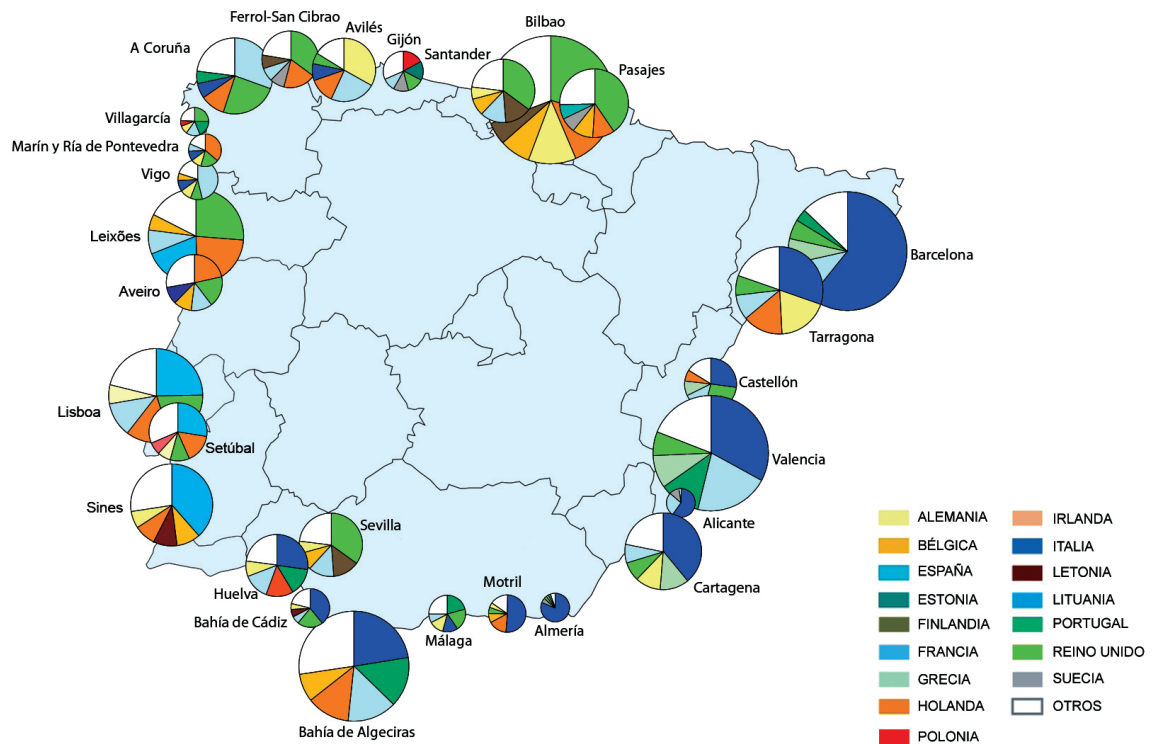 Ferrol-San Cibrao
Bilbao
Avilés
A Coruña
Gijón
Santander
Pasajes
Villagarcía
Marín y Ría de Pontevedra
Vigo
Leixões
Aveiro
Barcelona
Tarragona
Castellón
Lisboa
Setúbal
Valencia
Sines
Alicante
Sevilla
Cartagena
Huelva
Motril
Bahía de Cádiz
Málaga
Almería
Bahía de Algeciras
ALEMANIA
BÉLGICA
ESPAÑA
ESTONIA
FINLANDIA
FRANCIA
GRECIA
HOLANDA
POLONIA
IRLANDA
ITALIA
LETONIA
LITUANIA
PORTUGAL
REINO UNIDO
SUECIA
OTROS